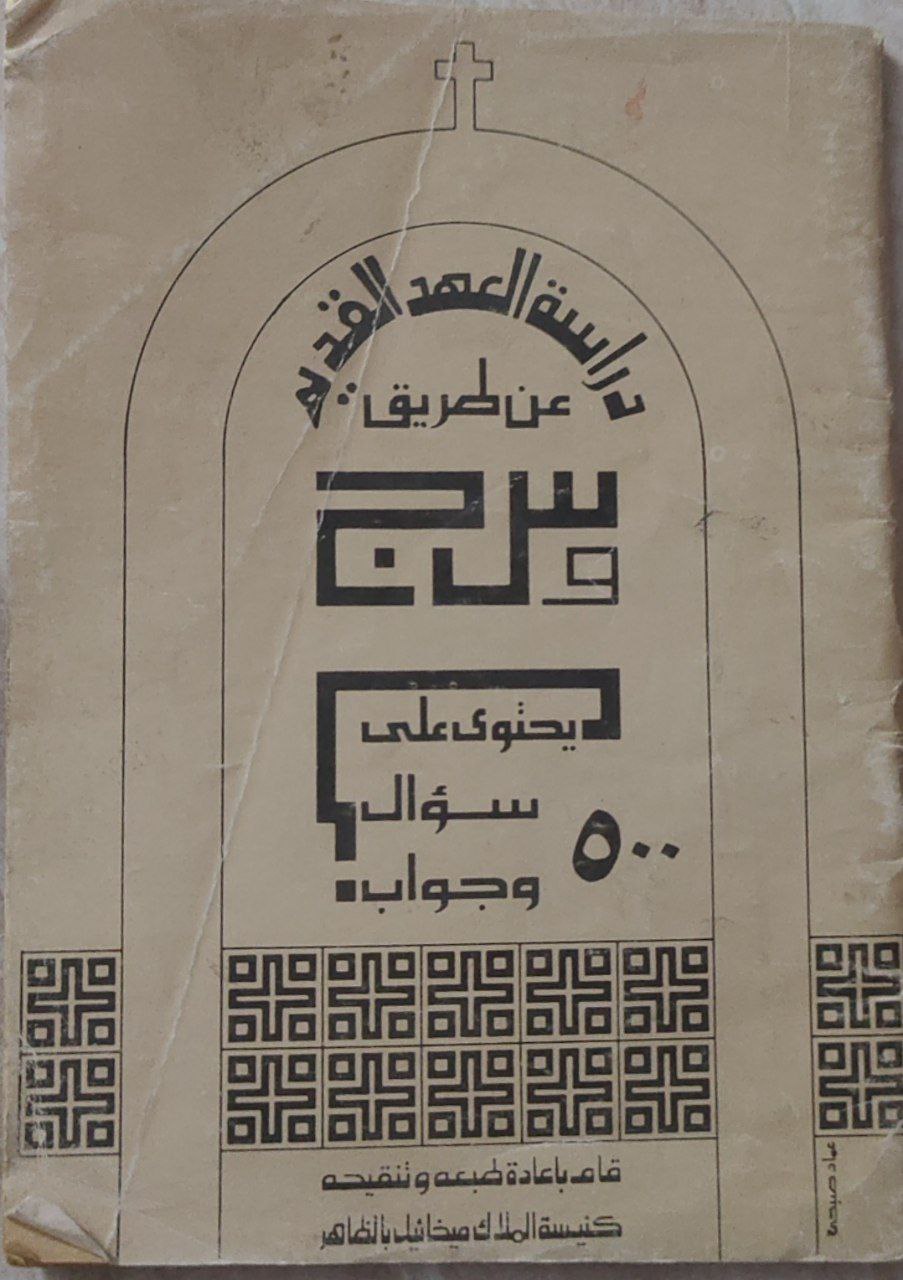 دراسة العهد القديم
عن طريق
س و ج
يحتوى على
٥٠٠ سؤال
وجواب
قام باعادة طبعه وتنقيحه
كنيسة الملاك ميخائيل بالظاهر
عماد صبحى